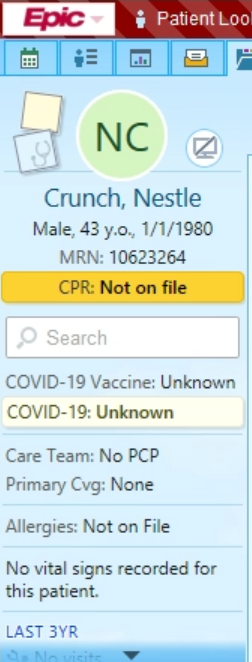 Epic
Patient Loo
NC
Crunch, Nestle
Male, 43 y.o., 1/1/1980
MRN: 10623264
CPR: Not on file
Search
COVID-19 Vaccine: Unknown
COVID-19: Unknown
Care Team: No PCP
Primary Cvg: None
Allergies: Not on File
No vital signs recorded for
this patient.
LAST 3YR
No visits